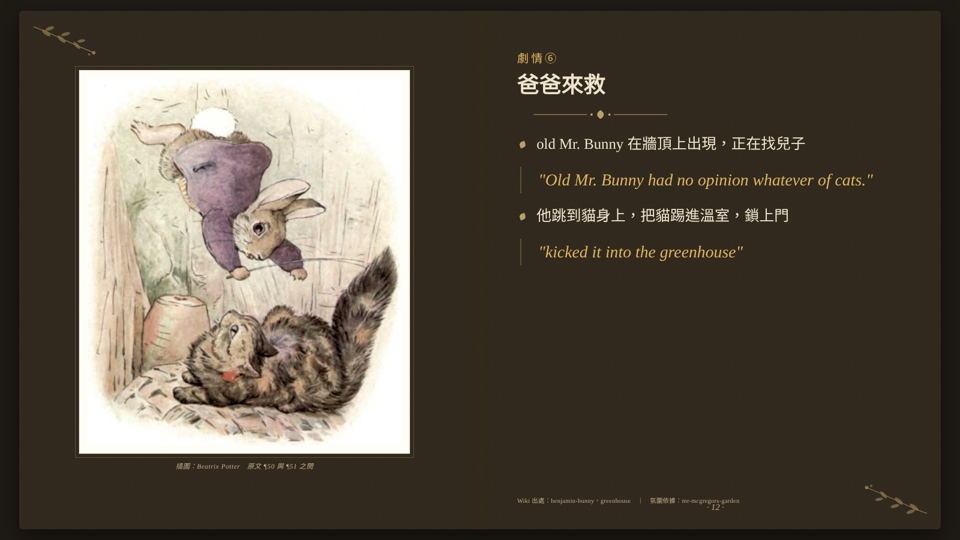 劇情⑥
爸爸來救
old Mr. Bunny 在牆頂上出現，正在找兒子
"Old Mr. Bunny had no opinion whatever of cats."
他跳到貓身上，把貓踢進溫室，鎖上門
"kicked it into the greenhouse"
插圖：Beatrix Potter　原文 ¶50 與 ¶51 之間
Wiki 出處：benjamin-bunny、greenhouse ｜ 氛圍依據：mr-mcgregors-garden
· 12 ·